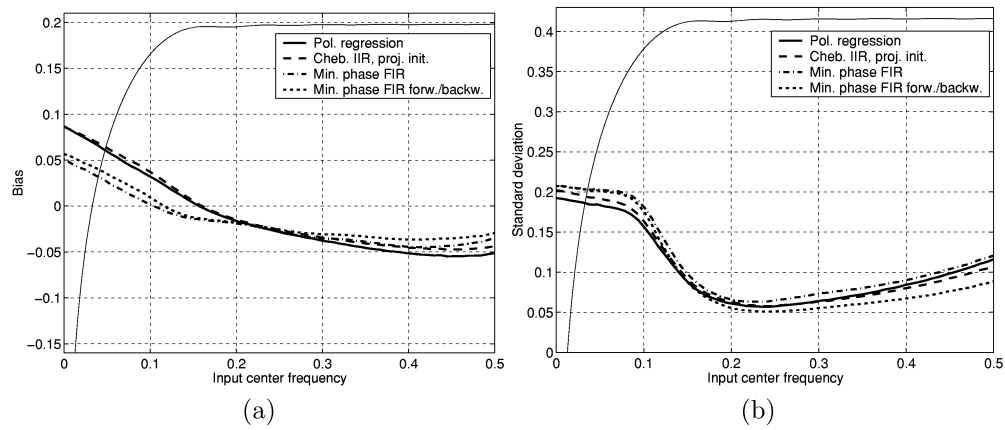 0.2
0.15
0.1
0.05
0
−0.05
−0.1
−0.15
Bias
Pol. regression
Cheb. IIR, proj. init.
Min. phase FIR
Min. phase FIR forw./backw.
0 0.1 0.2 0.3 0.4 0.5
Input center frequency
(a)
0.4
0.35
0.3
0.25
0.2
0.15
0.1
0.05
0
Standard deviation
Pol. regression
Cheb. IIR, proj. init.
Min. phase FIR
Min. phase FIR forw./backw.
0 0.1 0.2 0.3 0.4 0.5
Input center frequency
(b)